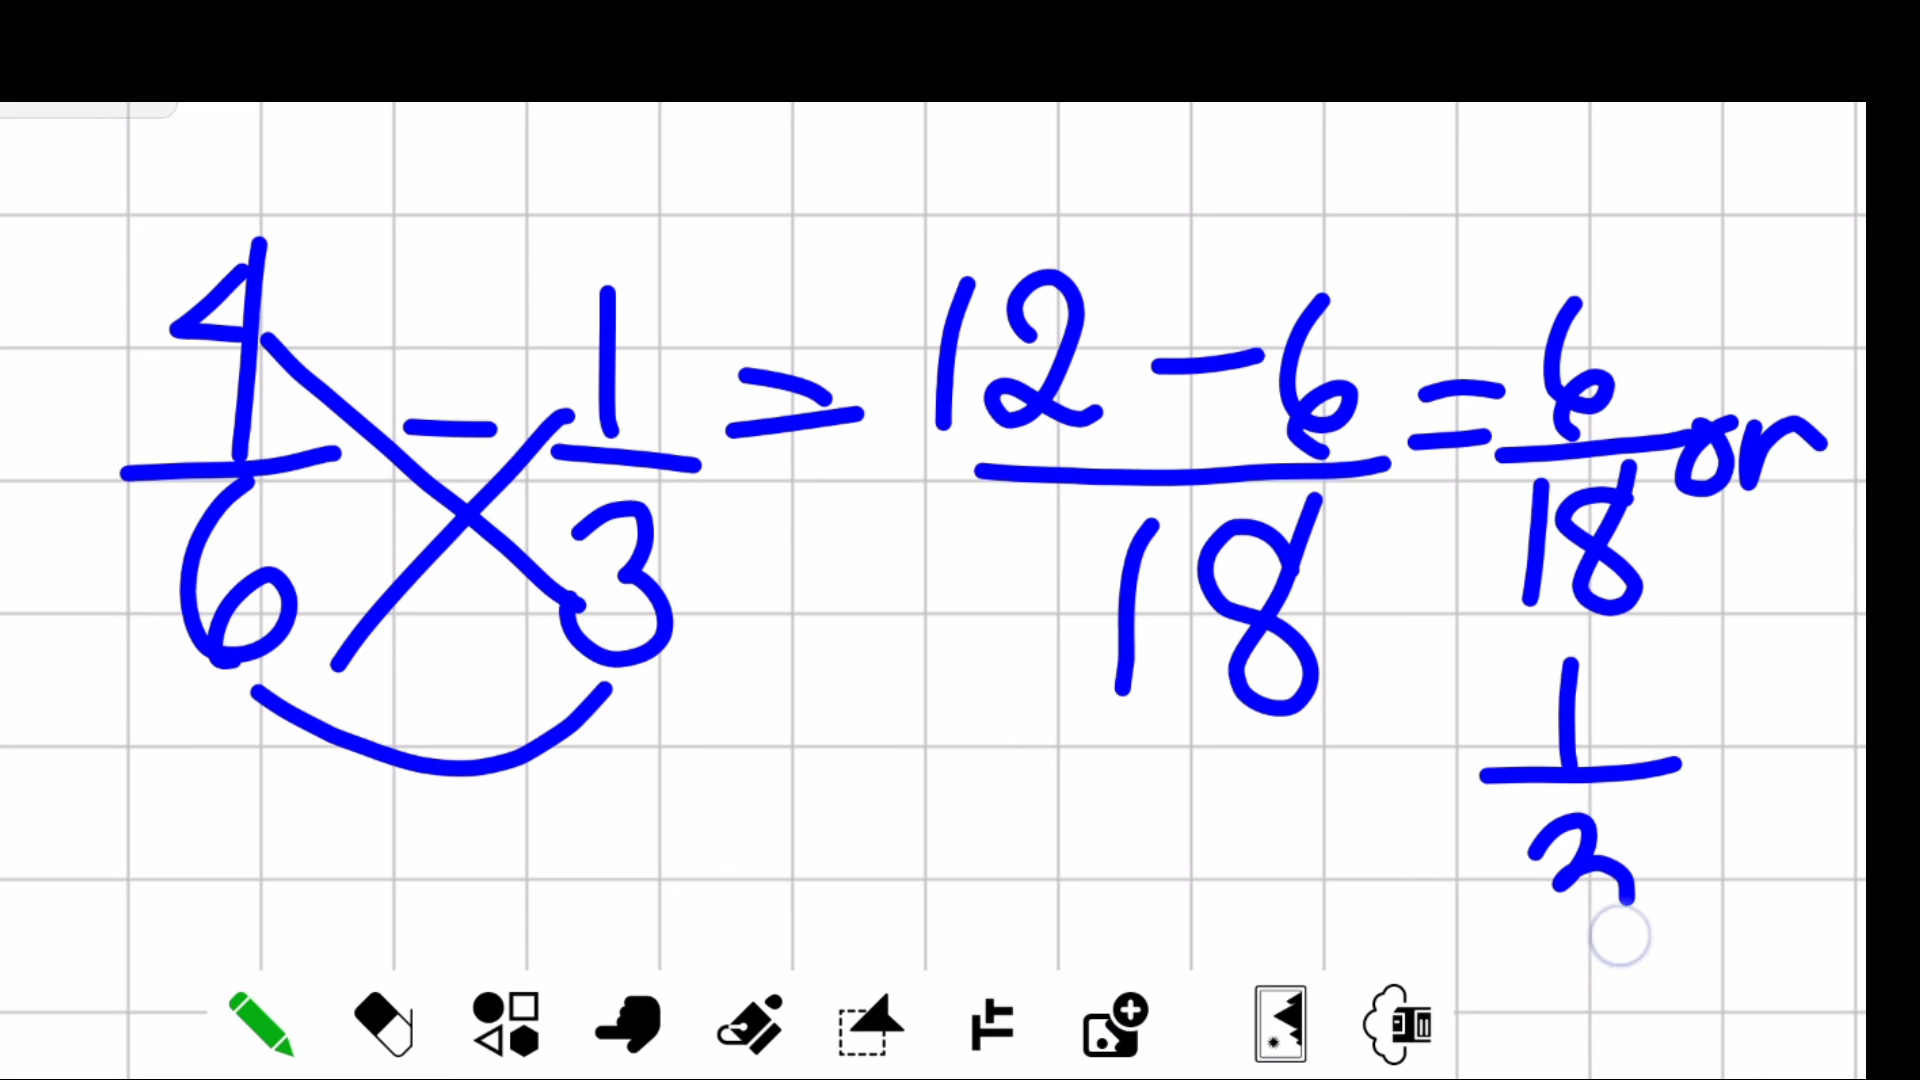 4/6 - 1/3 = 12 - 6/18 = 6/18 or
1/3